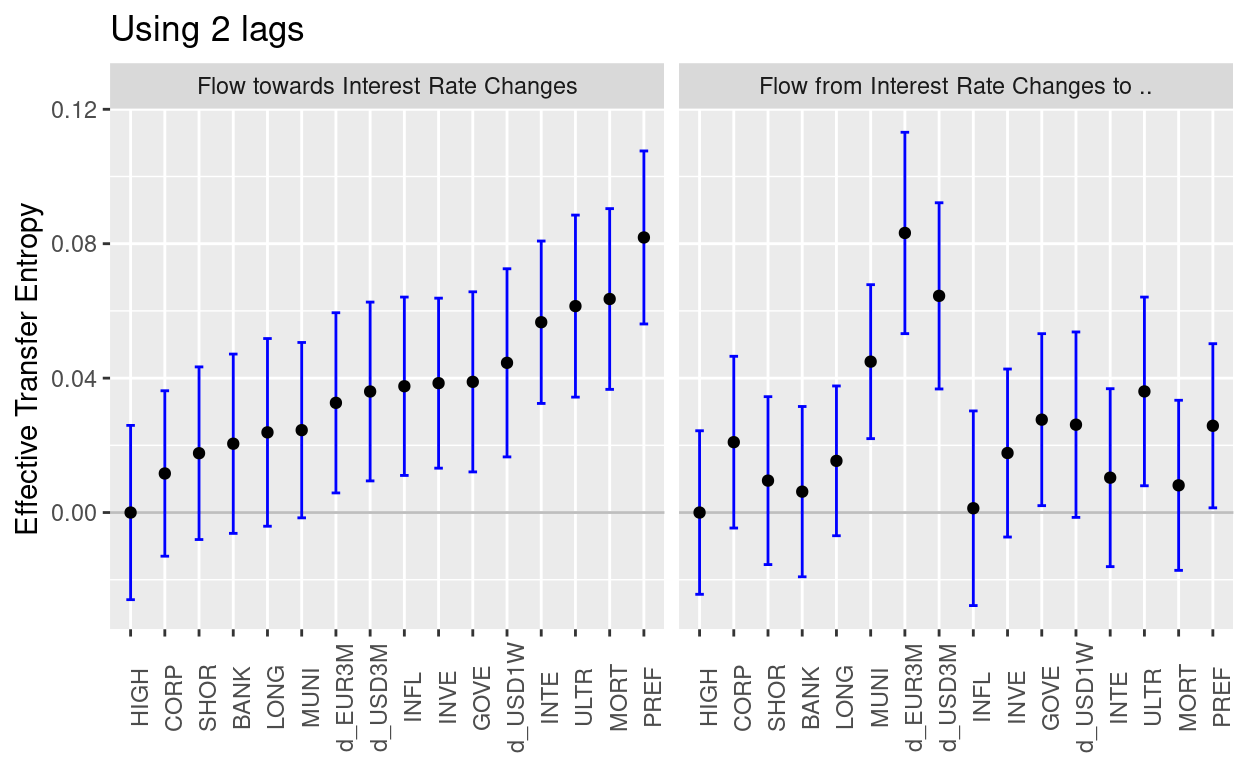 Using 2 lags
Flow towards Interest Rate Changes
Flow from Interest Rate Changes to ..
Effective Transfer Entropy
0.12
0.08
0.04
0.00
HIGH
CORP
SHOR
BANK
LONG
MUNI
d_EUR3M
d_USD3M
INFL
INVE
GOVE
d_USD1W
INTE
ULTR
MORT
PREF
HIGH
CORP
SHOR
BANK
LONG
MUNI
d_EUR3M
d_USD3M
INFL
INVE
GOVE
d_USD1W
INTE
ULTR
MORT
PREF